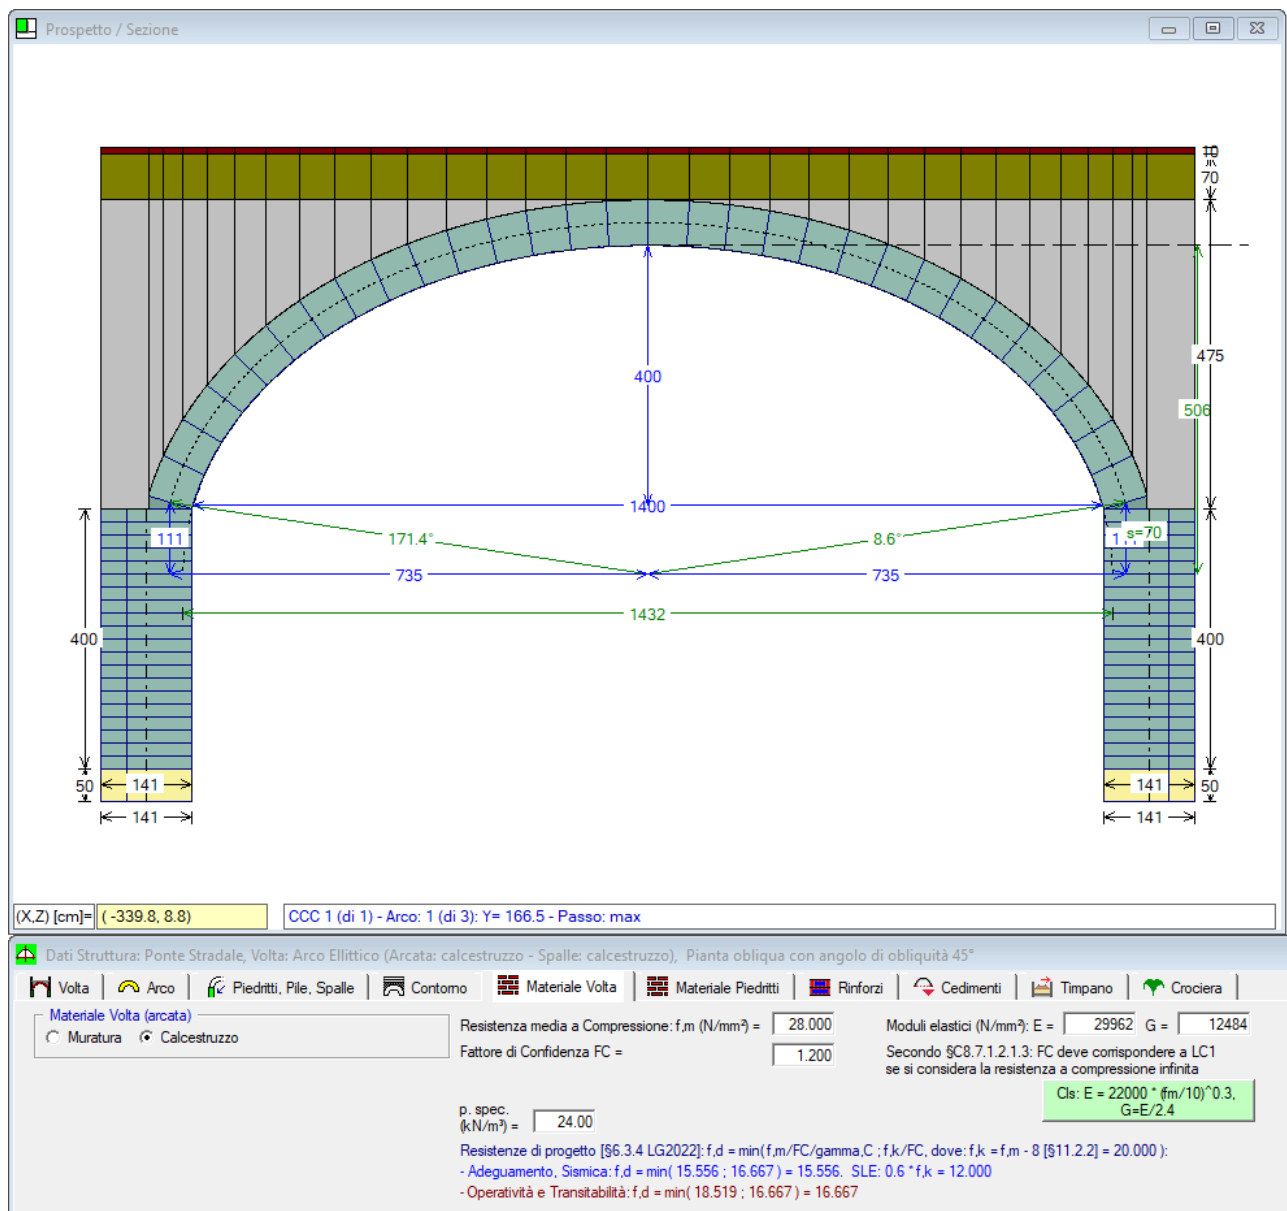 Prospetto / Sezione
10
70
400
475
506
1400
111
171.4°
8.6°
s=70
735
735
1432
400
400
50
141
141
50
141
141
(X,Z) [cm]=
( -339.8, 8.8)
CCC 1 (di 1) - Arco: 1 (di 3): Y= 166.5 - Passo: max
Dati Struttura: Ponte Stradale, Volta: Arco Ellittico (Arcata: calcestruzzo - Spalle: calcestruzzo), Pianta obliqua con angolo di obliquità 45°
Volta Arco Piedritti, Pile, Spalle Contorno Materiale Volta Materiale Piedritti Rinforzi Cedimenti Timpano Crociera
Materiale Volta (arcata)
Muratura Calcestruzzo
Resistenza media a Compressione: f,m (N/mm²) = 28.000
Moduli elastici (N/mm²): E = 29962 G = 12484
Fattore di Confidenza FC = 1.200
Secondo §C8.7.1.2.1.3: FC deve corrispondere a LC1
se si considera la resistenza a compressione infinita
Cls: E = 22000 * (fm/10)^0.3,
G=E/2.4
p. spec.
(kN/m³) = 24.00
Resistenze di progetto [§6.3.4 LG2022]: f,d = min( f,m/FC/gamma,C ; f,k/FC, dove: f,k = f,m - 8 [§11.2.2] = 20.000 ):
- Adeguamento, Sismica: f,d = min( 15.556 ; 16.667 ) = 15.556. SLE: 0.6 * f,k = 12.000
- Operatività e Transitabilità: f,d = min( 18.519 ; 16.667 ) = 16.667